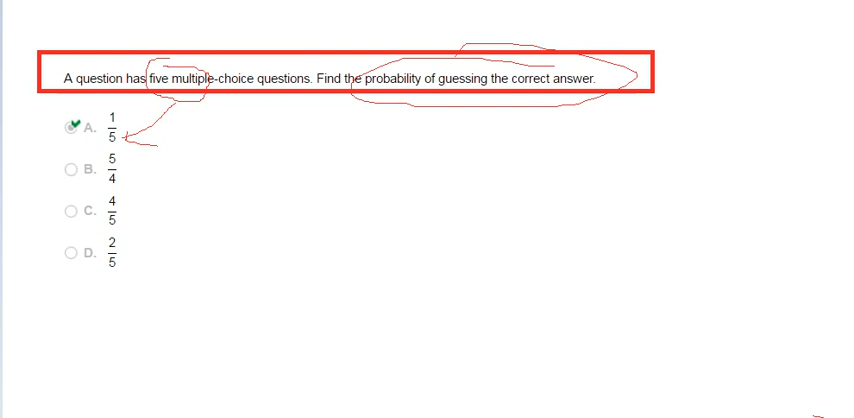 A question has five multiple-choice questions. Find the probability of guessing the correct answer.
A. 1/5
B. 5/4
C. 4/5
D. 2/5